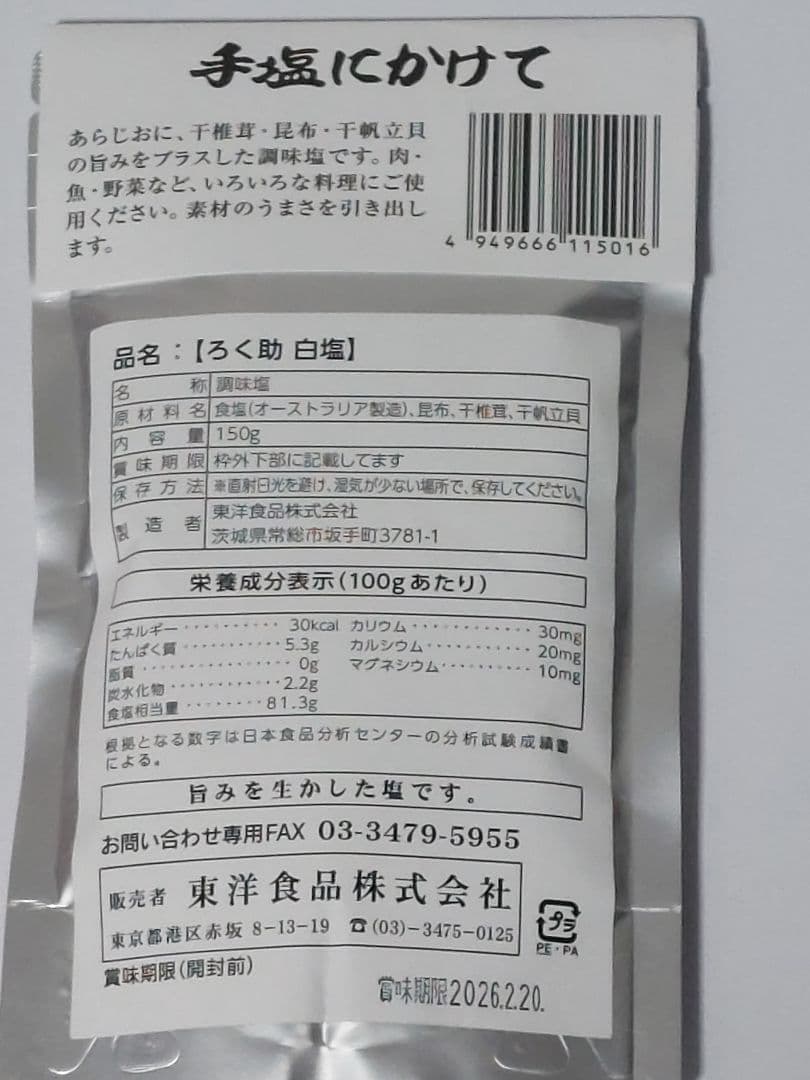 手塩にかけて
あらじおに、干椎茸・昆布・干帆立貝
の旨みをプラスした調味塩です。肉・
魚・野菜など、いろいろな料理にご使
用ください。素材のうまさを引き出し
ます。
4 949666 115016
品名：【ろく助 白塩】
名称 調味塩
原材料名 食塩(オーストラリア製造)、昆布、干椎茸、干帆立貝
内容量 150g
賞味期限 枠外下部に記載してます
保存方法 ※直射日光を避け、湿気が少ない場所で、保存してください。
製造者 東洋食品株式会社
茨城県常総市坂手町3781-1
栄養成分表示(100gあたり)
エネルギー・・・・・・・・・・30kcal カリウム・・・・・・・・・・・・30mg
たんぱく質・・・・・・・・・・・5.3g カルシウム・・・・・・・・・・・20mg
脂質・・・・・・・・・・・・・・・0g マグネシウム・・・・・・・・・10mg
炭水化物・・・・・・・・・・・・2.2g
食塩相当量・・・・・・・・81.3g
根拠となる数字は日本食品分析センターの分析試験成績書
による。
旨みを生かした塩です。
お問い合わせ専用FAX 03-3479-5955
販売者 東洋食品株式会社
東京都港区赤坂 8-13-19 ☎(03)-3475-0125
プラ
PE・PA
賞味期限(開封前)
賞味期限2026.2.20.